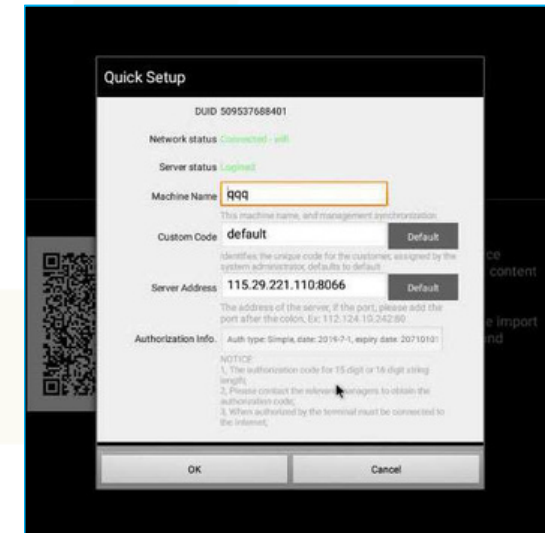 Quick Setup
DUID 509537688401
Network status Connected - wifi
Server status Logined
Machine Name qqq
This machine name, and management synchronization
Custom Code default Default
Identifies the unique code for the customer, assigned by the
system administrator, defaults to default
Server Address 115.29.221.110:8066 Default
The address of the server, if the port, please add the
port after the colon, Ex: 112.124.10.242:80
Authorization Info. Auth type: Simple, date: 2019-7-1, expiry date: 20710101
NOTICE:
1, The authorization code for 15 digit or 16 digit string
length;
2, Please contact the relevant managers to obtain the
authorization code;
3, When authorized by the terminal must be connected to
the Internet;
OK Cancel
ce
content
e import
nd